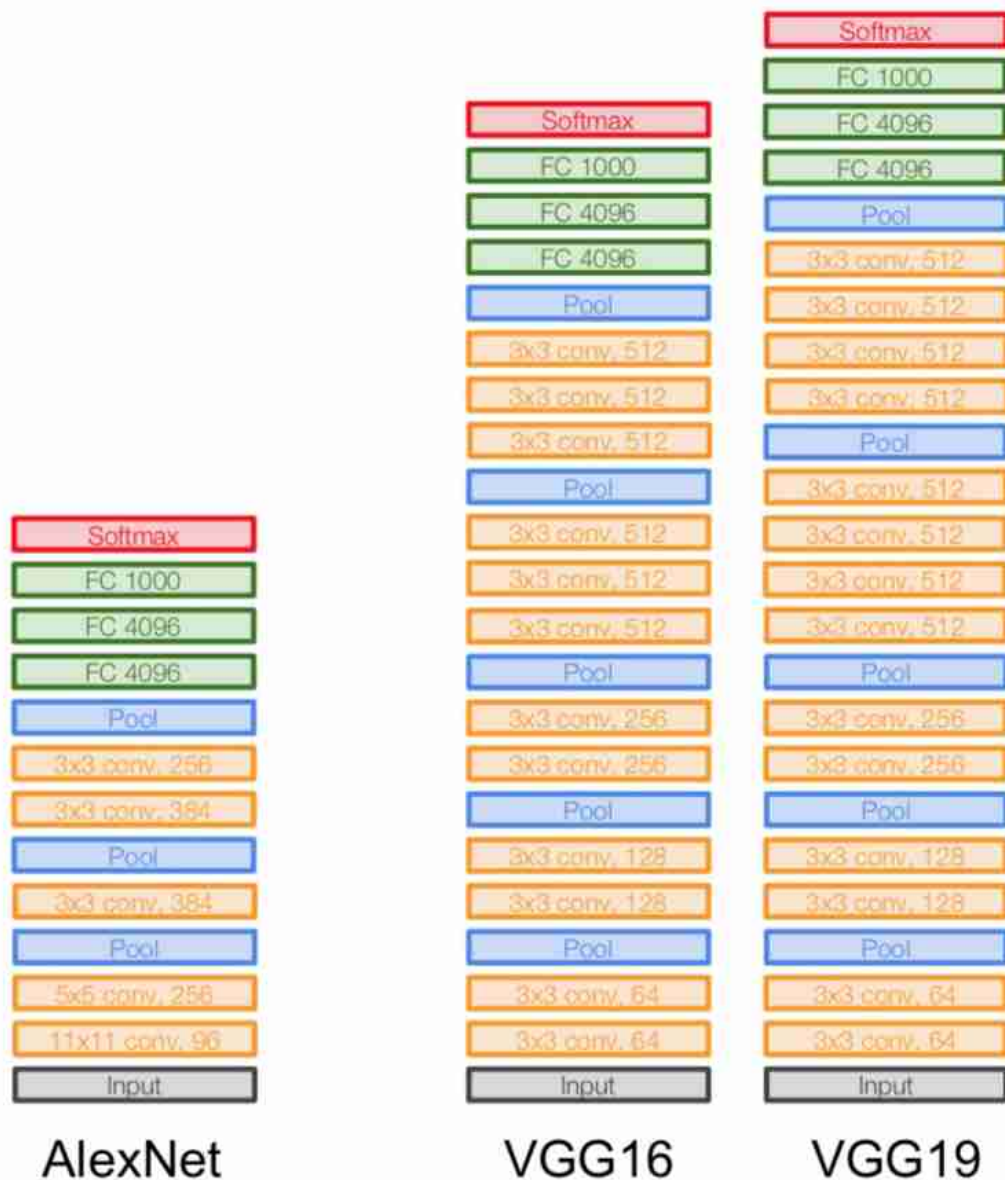 Softmax
FC 1000
FC 4096
FC 4096
Pool
3x3 conv, 256
3x3 conv, 384
Pool
3x3 conv, 384
Pool
5x5 conv, 256
11x11 conv, 96
Input
AlexNet
Softmax
FC 1000
FC 4096
FC 4096
Pool
3x3 conv, 512
3x3 conv, 512
3x3 conv, 512
Pool
3x3 conv, 512
3x3 conv, 512
3x3 conv, 512
Pool
3x3 conv, 256
3x3 conv, 256
Pool
3x3 conv, 128
3x3 conv, 128
Pool
3x3 conv, 64
3x3 conv, 64
Input
VGG16
Softmax
FC 1000
FC 4096
FC 4096
Pool
3x3 conv, 512
3x3 conv, 512
3x3 conv, 512
3x3 conv, 512
Pool
3x3 conv, 512
3x3 conv, 512
3x3 conv, 512
3x3 conv, 512
Pool
3x3 conv, 256
3x3 conv, 256
Pool
3x3 conv, 128
3x3 conv, 128
Pool
3x3 conv, 64
3x3 conv, 64
Input
VGG19